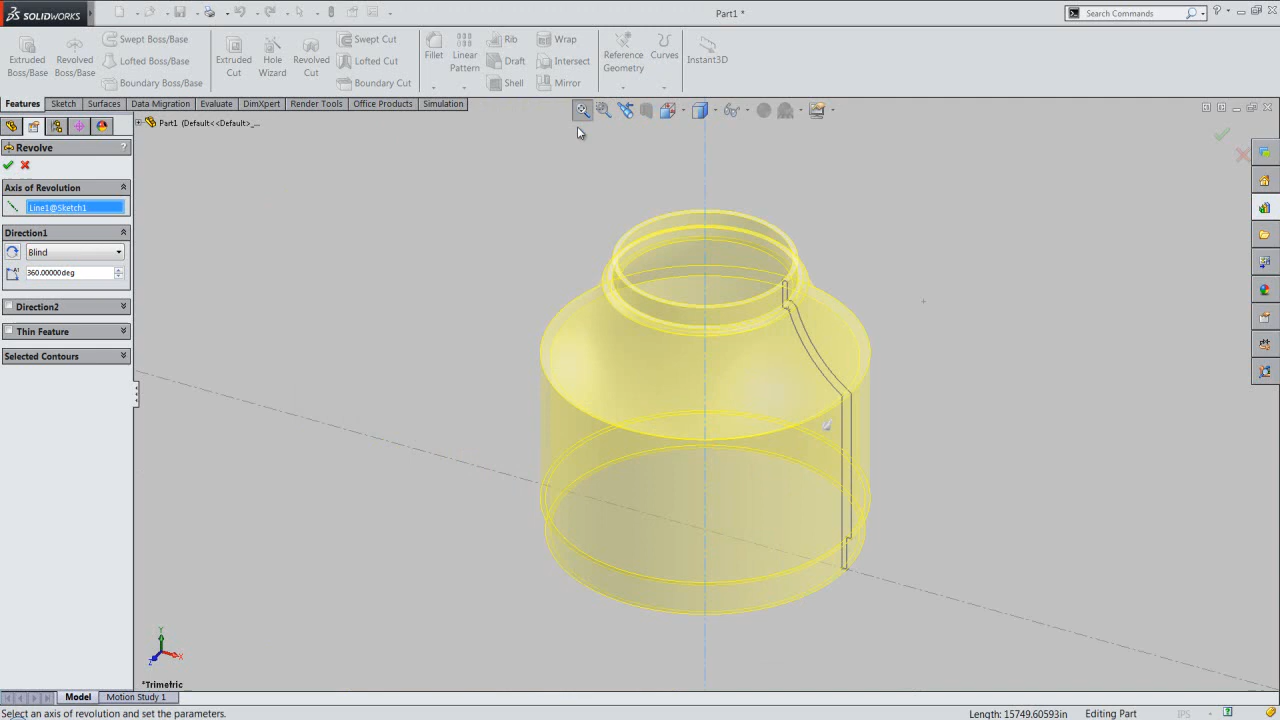 SOLIDWORKS
Part1 *
Search Commands
Extruded Boss/Base
Revolved Boss/Base
Swept Boss/Base
Lofted Boss/Base
Boundary Boss/Base
Extruded Cut
Hole Wizard
Revolved Cut
Swept Cut
Lofted Cut
Boundary Cut
Fillet
Linear Pattern
Rib
Draft
Shell
Wrap
Intersect
Mirror
Reference Geometry
Curves
Instant3D
Features Sketch Surfaces Data Migration Evaluate DimXpert Render Tools Office Products Simulation
Part1 (Default<<Default>_...
Revolve ?
Axis of Revolution
Line1@Sketch1
Direction1
Blind
360.00000deg
Direction2
Thin Feature
Selected Contours
Y
X
Z
*Trimetric
Model Motion Study 1
Select an axis of revolution and set the parameters.
Length: 15749.60593in Editing Part IPS